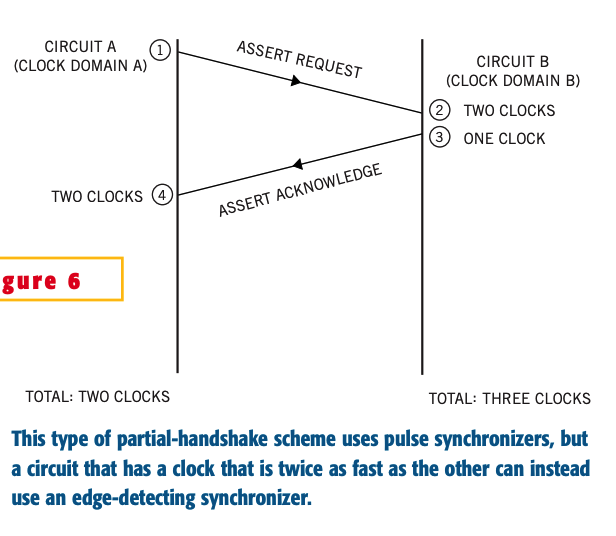 CIRCUIT A
(CLOCK DOMAIN A)
1
ASSERT REQUEST
CIRCUIT B
(CLOCK DOMAIN B)
2 TWO CLOCKS
3 ONE CLOCK
TWO CLOCKS 4
ASSERT ACKNOWLEDGE
gure 6
TOTAL: TWO CLOCKS
TOTAL: THREE CLOCKS
This type of partial-handshake scheme uses pulse synchronizers, but
a circuit that has a clock that is twice as fast as the other can instead
use an edge-detecting synchronizer.